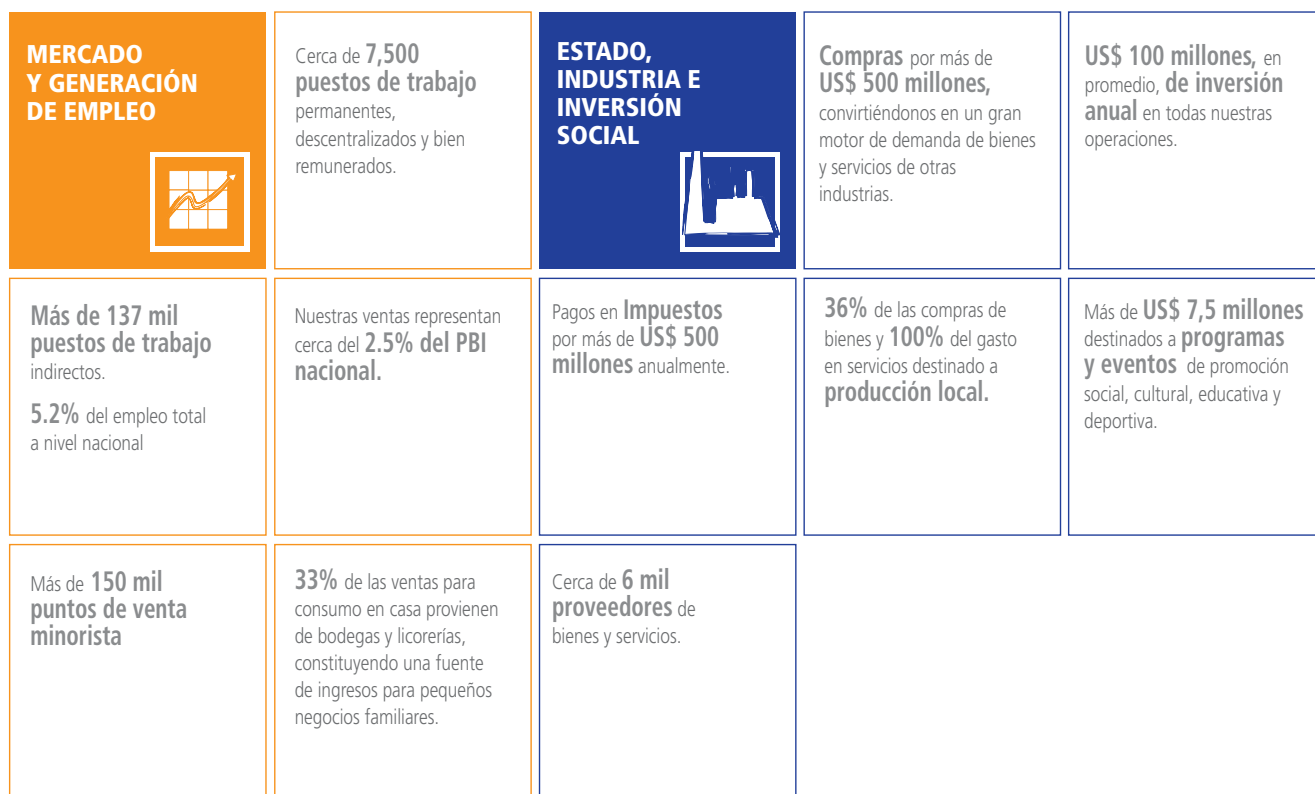 MERCADO
Y GENERACIÓN
DE EMPLEO
Cerca de 7,500
puestos de trabajo
permanentes,
descentralizados y bien
remunerados.
ESTADO,
INDUSTRIA E
INVERSIÓN
SOCIAL
Compras por más de
US$ 500 millones,
convirtiéndonos en un gran
motor de demanda de bienes
y servicios de otras
industrias.
US$ 100 millones, en
promedio, de inversión
anual en todas nuestras
operaciones.
Más de 137 mil
puestos de trabajo
indirectos.
5.2% del empleo total
a nivel nacional
Nuestras ventas representan
cerca del 2.5% del PBI
nacional.
Pagos en Impuestos
por más de US$ 500
millones anualmente.
36% de las compras de
bienes y 100% del gasto
en servicios destinado a
producción local.
Más de US$ 7,5 millones
destinados a programas
y eventos de promoción
social, cultural, educativa y
deportiva.
Más de 150 mil
puntos de venta
minorista
33% de las ventas para
consumo en casa provienen
de bodegas y licorerías,
constituyendo una fuente
de ingresos para pequeños
negocios familiares.
Cerca de 6 mil
proveedores de
bienes y servicios.